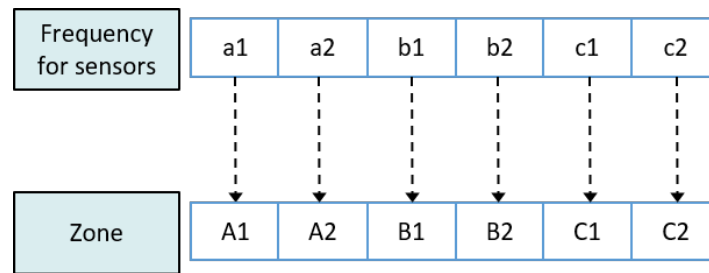 Frequency
for sensors
a1 a2 b1 b2 c1 c2
Zone
A1 A2 B1 B2 C1 C2